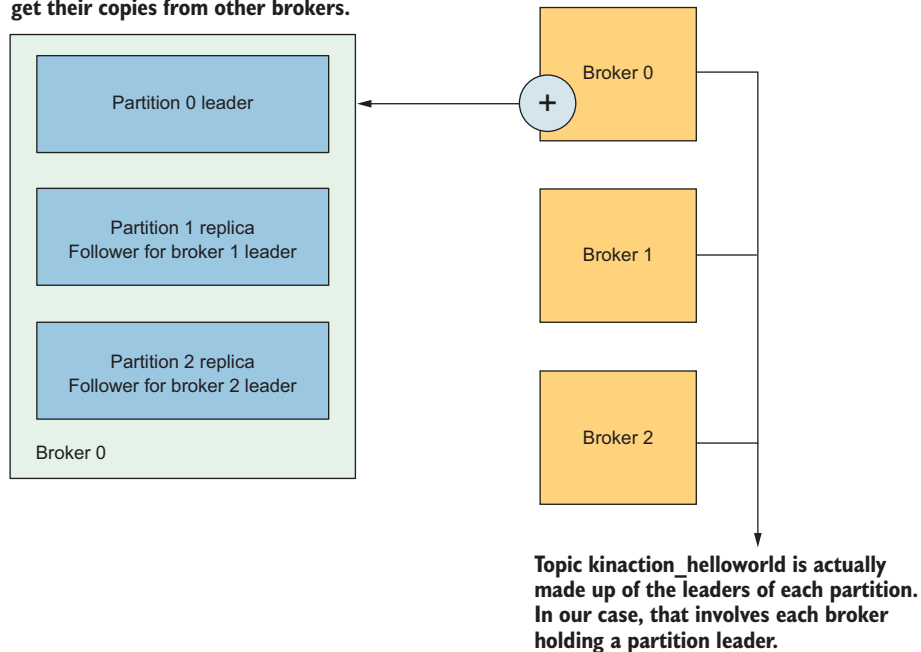 get their copies from other brokers.
Partition 0 leader
Partition 1 replica
Follower for broker 1 leader
Partition 2 replica
Follower for broker 2 leader
Broker 0
Broker 0
+
Broker 1
Broker 2
Topic kinaction_helloworld is actually
made up of the leaders of each partition.
In our case, that involves each broker
holding a partition leader.